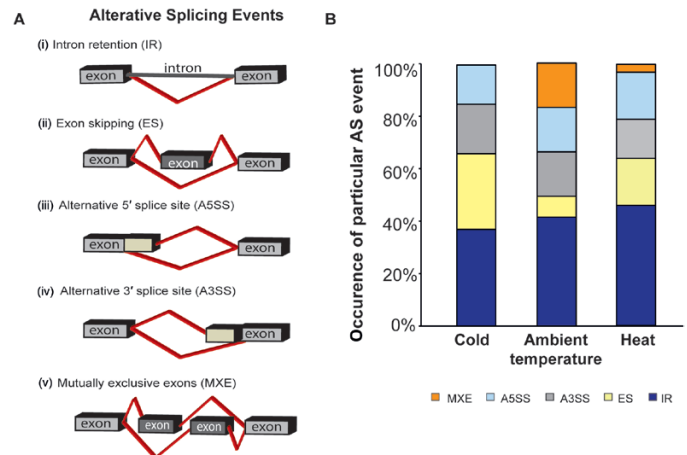 A
Alterative Splicing Events
(i) Intron retention (IR)
exon
intron
exon
(ii) Exon skipping (ES)
exon
exon
exon
(iii) Alternative 5′ splice site (A5SS)
exon
exon
(iv) Alternative 3′ splice site (A3SS)
exon
exon
(v) Mutually exclusive exons (MXE)
exon
exon
exon
exon
B
Occurence of particular AS event
100%
80%
60%
40%
20%
0%
Cold
Ambient
temperature
Heat
MXE
A5SS
A3SS
ES
IR